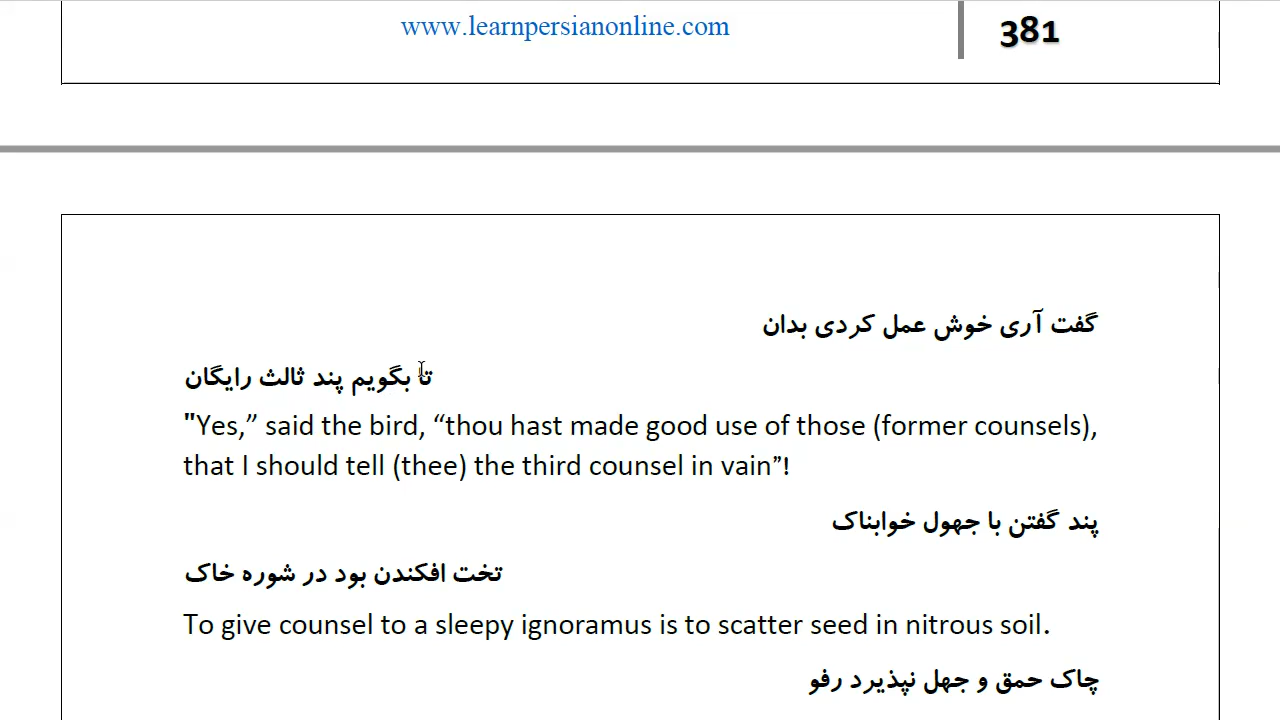 www.learnpersianonline.com
381
گفت آری خوش عمل کردی بدان
تا بگویم پند ثالث رایگان
"Yes,” said the bird, “thou hast made good use of those (former counsels),
that I should tell (thee) the third counsel in vain”!
پند گفتن با جهول خوابناک
تخت افکندن بود در شوره خاک
To give counsel to a sleepy ignoramus is to scatter seed in nitrous soil.
چاک حمق و جهل نپذیرد رفو